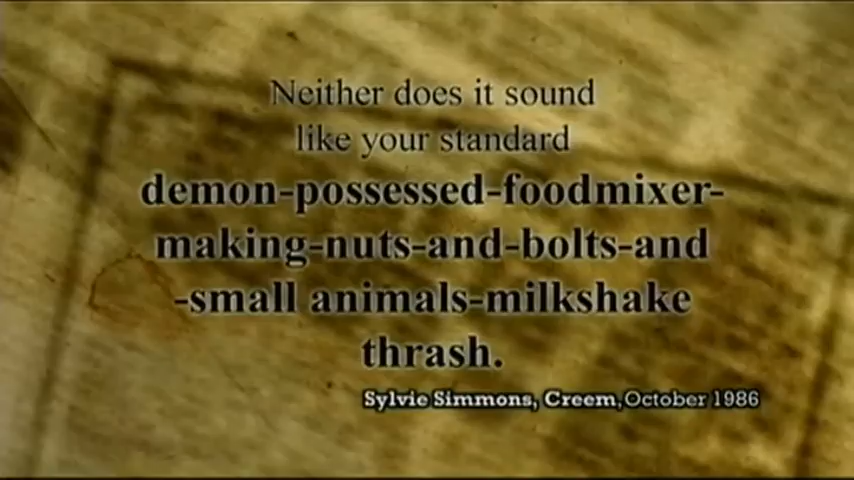 Neither does it sound
like your standard
demon-possessed-foodmixer-
making-nuts-and-bolts-and
-small animals-milkshake
thrash.
Sylvie Simmons, Creem,October 1986